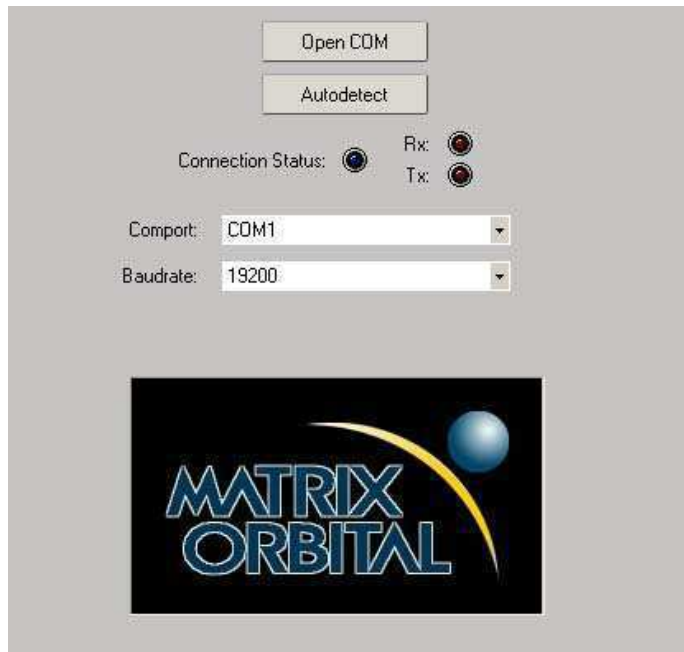 Open COM
Autodetect
Connection Status:
Rx:
Tx:
Comport: COM1
Baudrate: 19200
MATRIX
ORBITAL